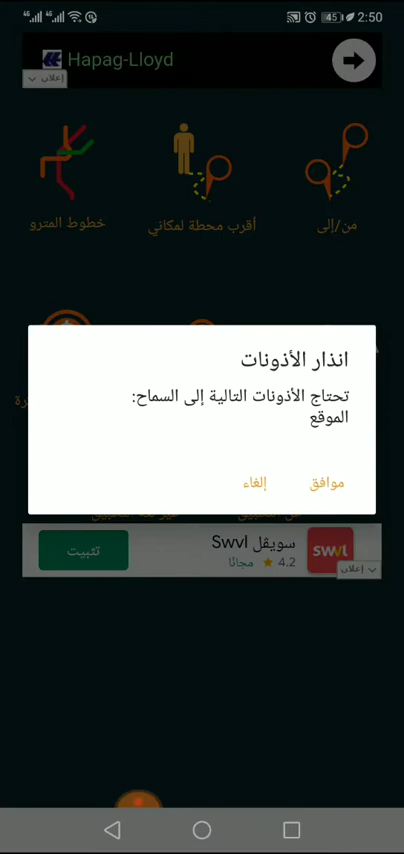 2:50
45
Hapag-Lloyd
إعلان
خطوط المترو
أقرب محطة لمكاني
من/إلى
انذار الأذونات
تحتاج الأذونات التالية إلى السماح:
الموقع
إلغاء
موافق
تثبيت
سويڤل Swvl
4.2 ★ مجانًا
swvl
إعلان